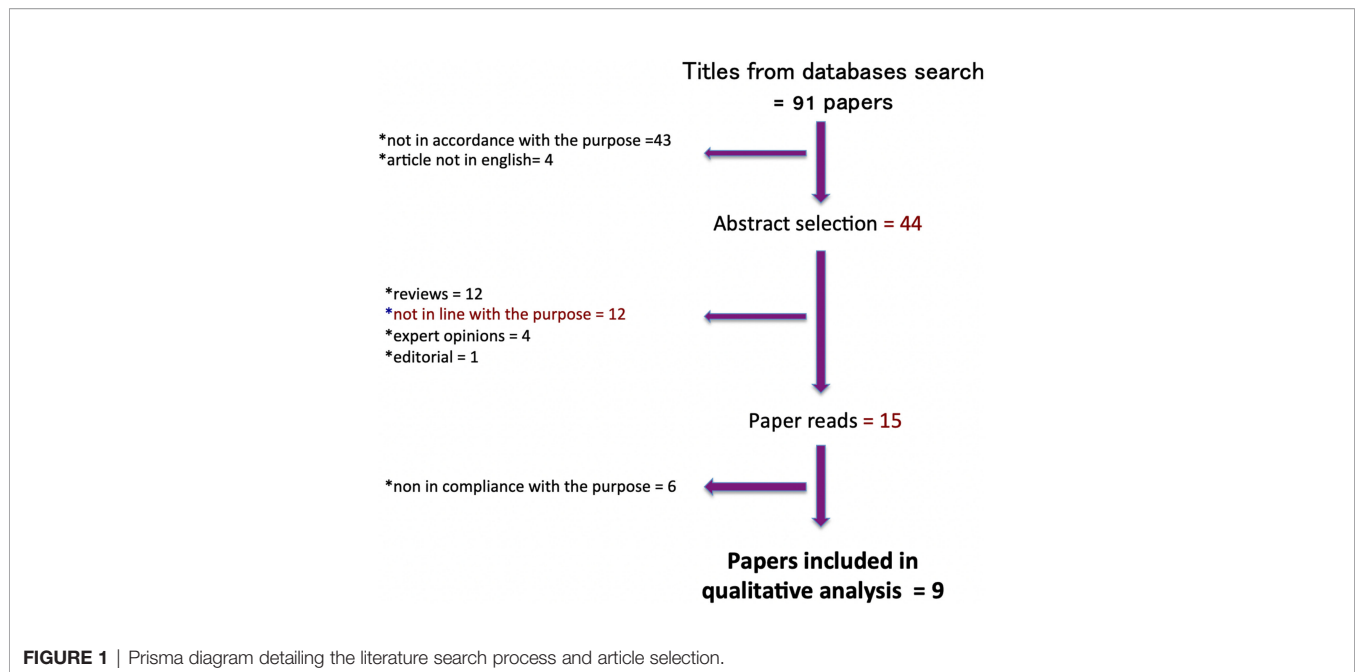 Titles from databases search
= 91 papers
*not in accordance with the purpose =43
*article not in english= 4
Abstract selection = 44
*reviews = 12
*not in line with the purpose = 12
*expert opinions = 4
*editorial = 1
Paper reads = 15
*non in compliance with the purpose = 6
Papers included in
qualitative analysis = 9
FIGURE 1 | Prisma diagram detailing the literature search process and article selection.